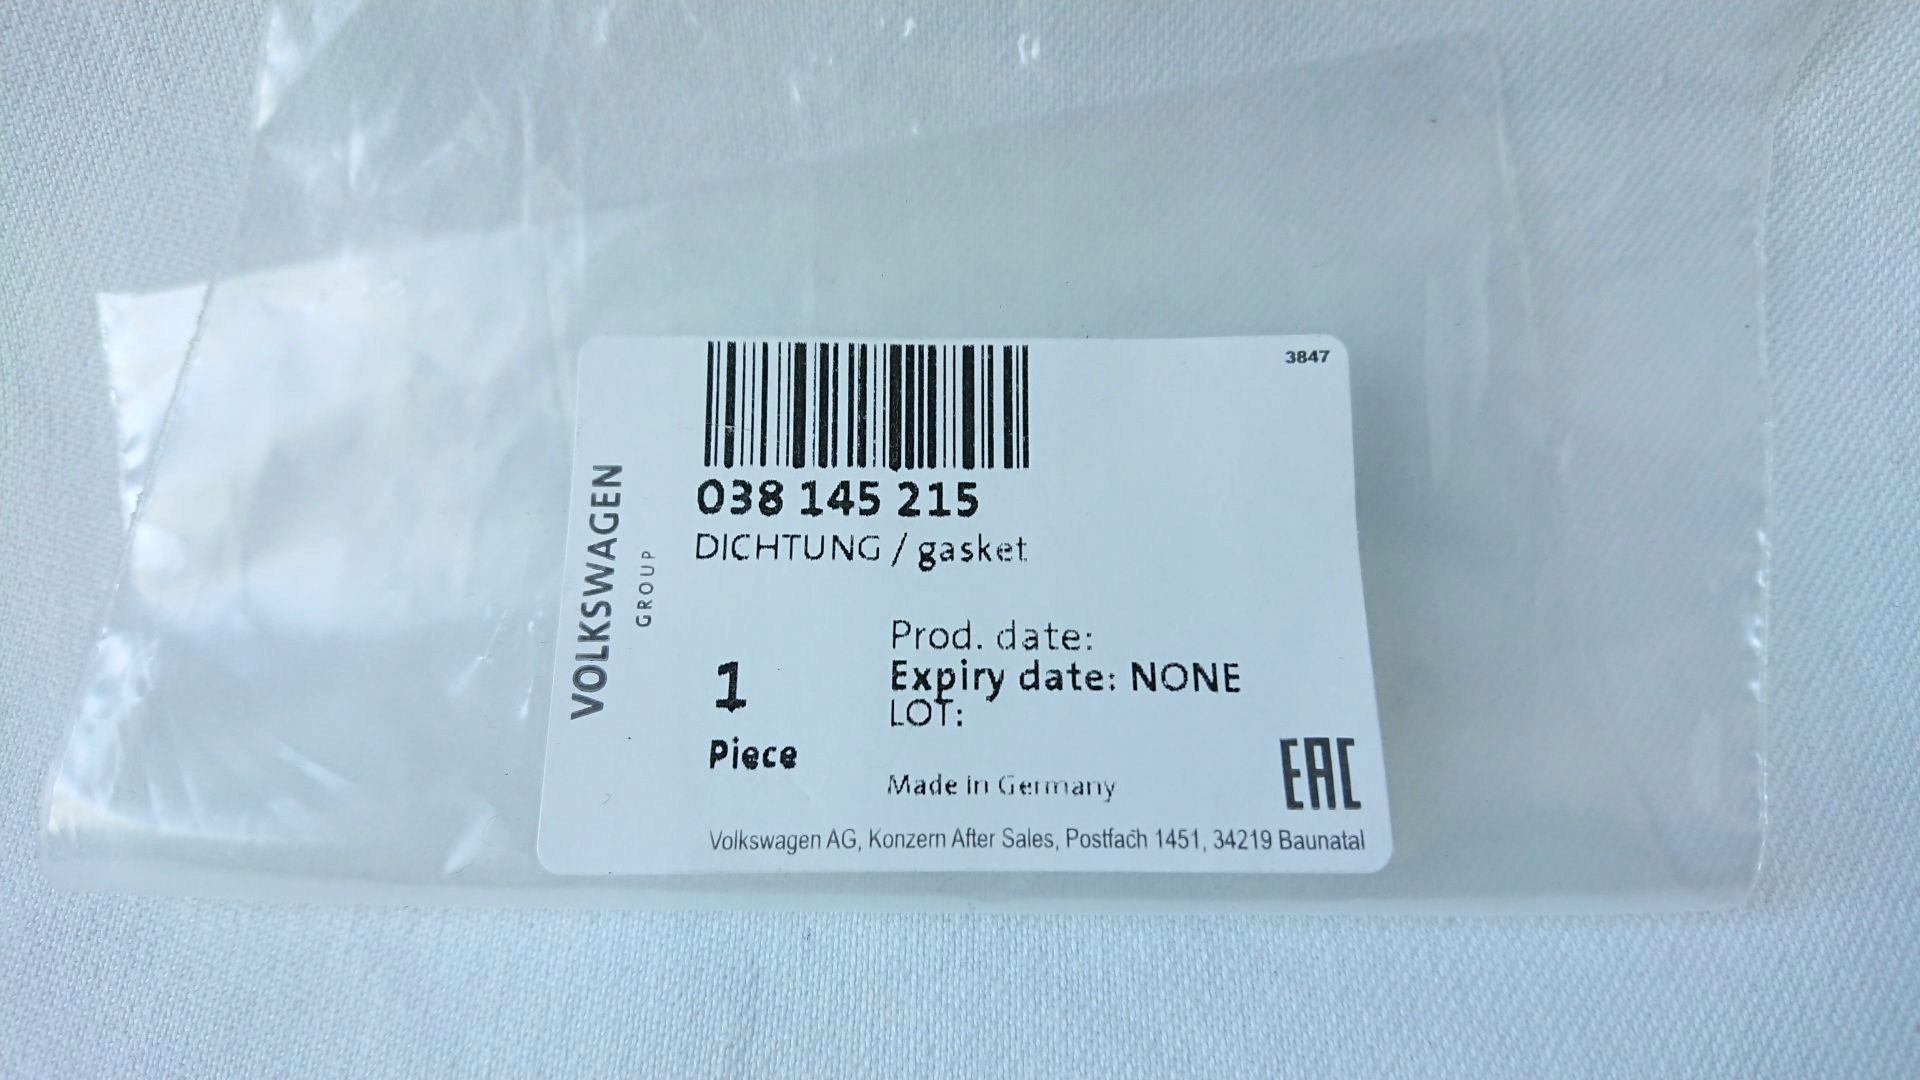 3847
038 145 215
DICHTUNG / gasket
VOLKSWAGEN
GROUP
Prod. date:
Expiry date: NONE
LOT:
1
Piece
Made in Germany
EAC
Volkswagen AG, Konzern After Sales, Postfach 1451, 34219 Baunatal